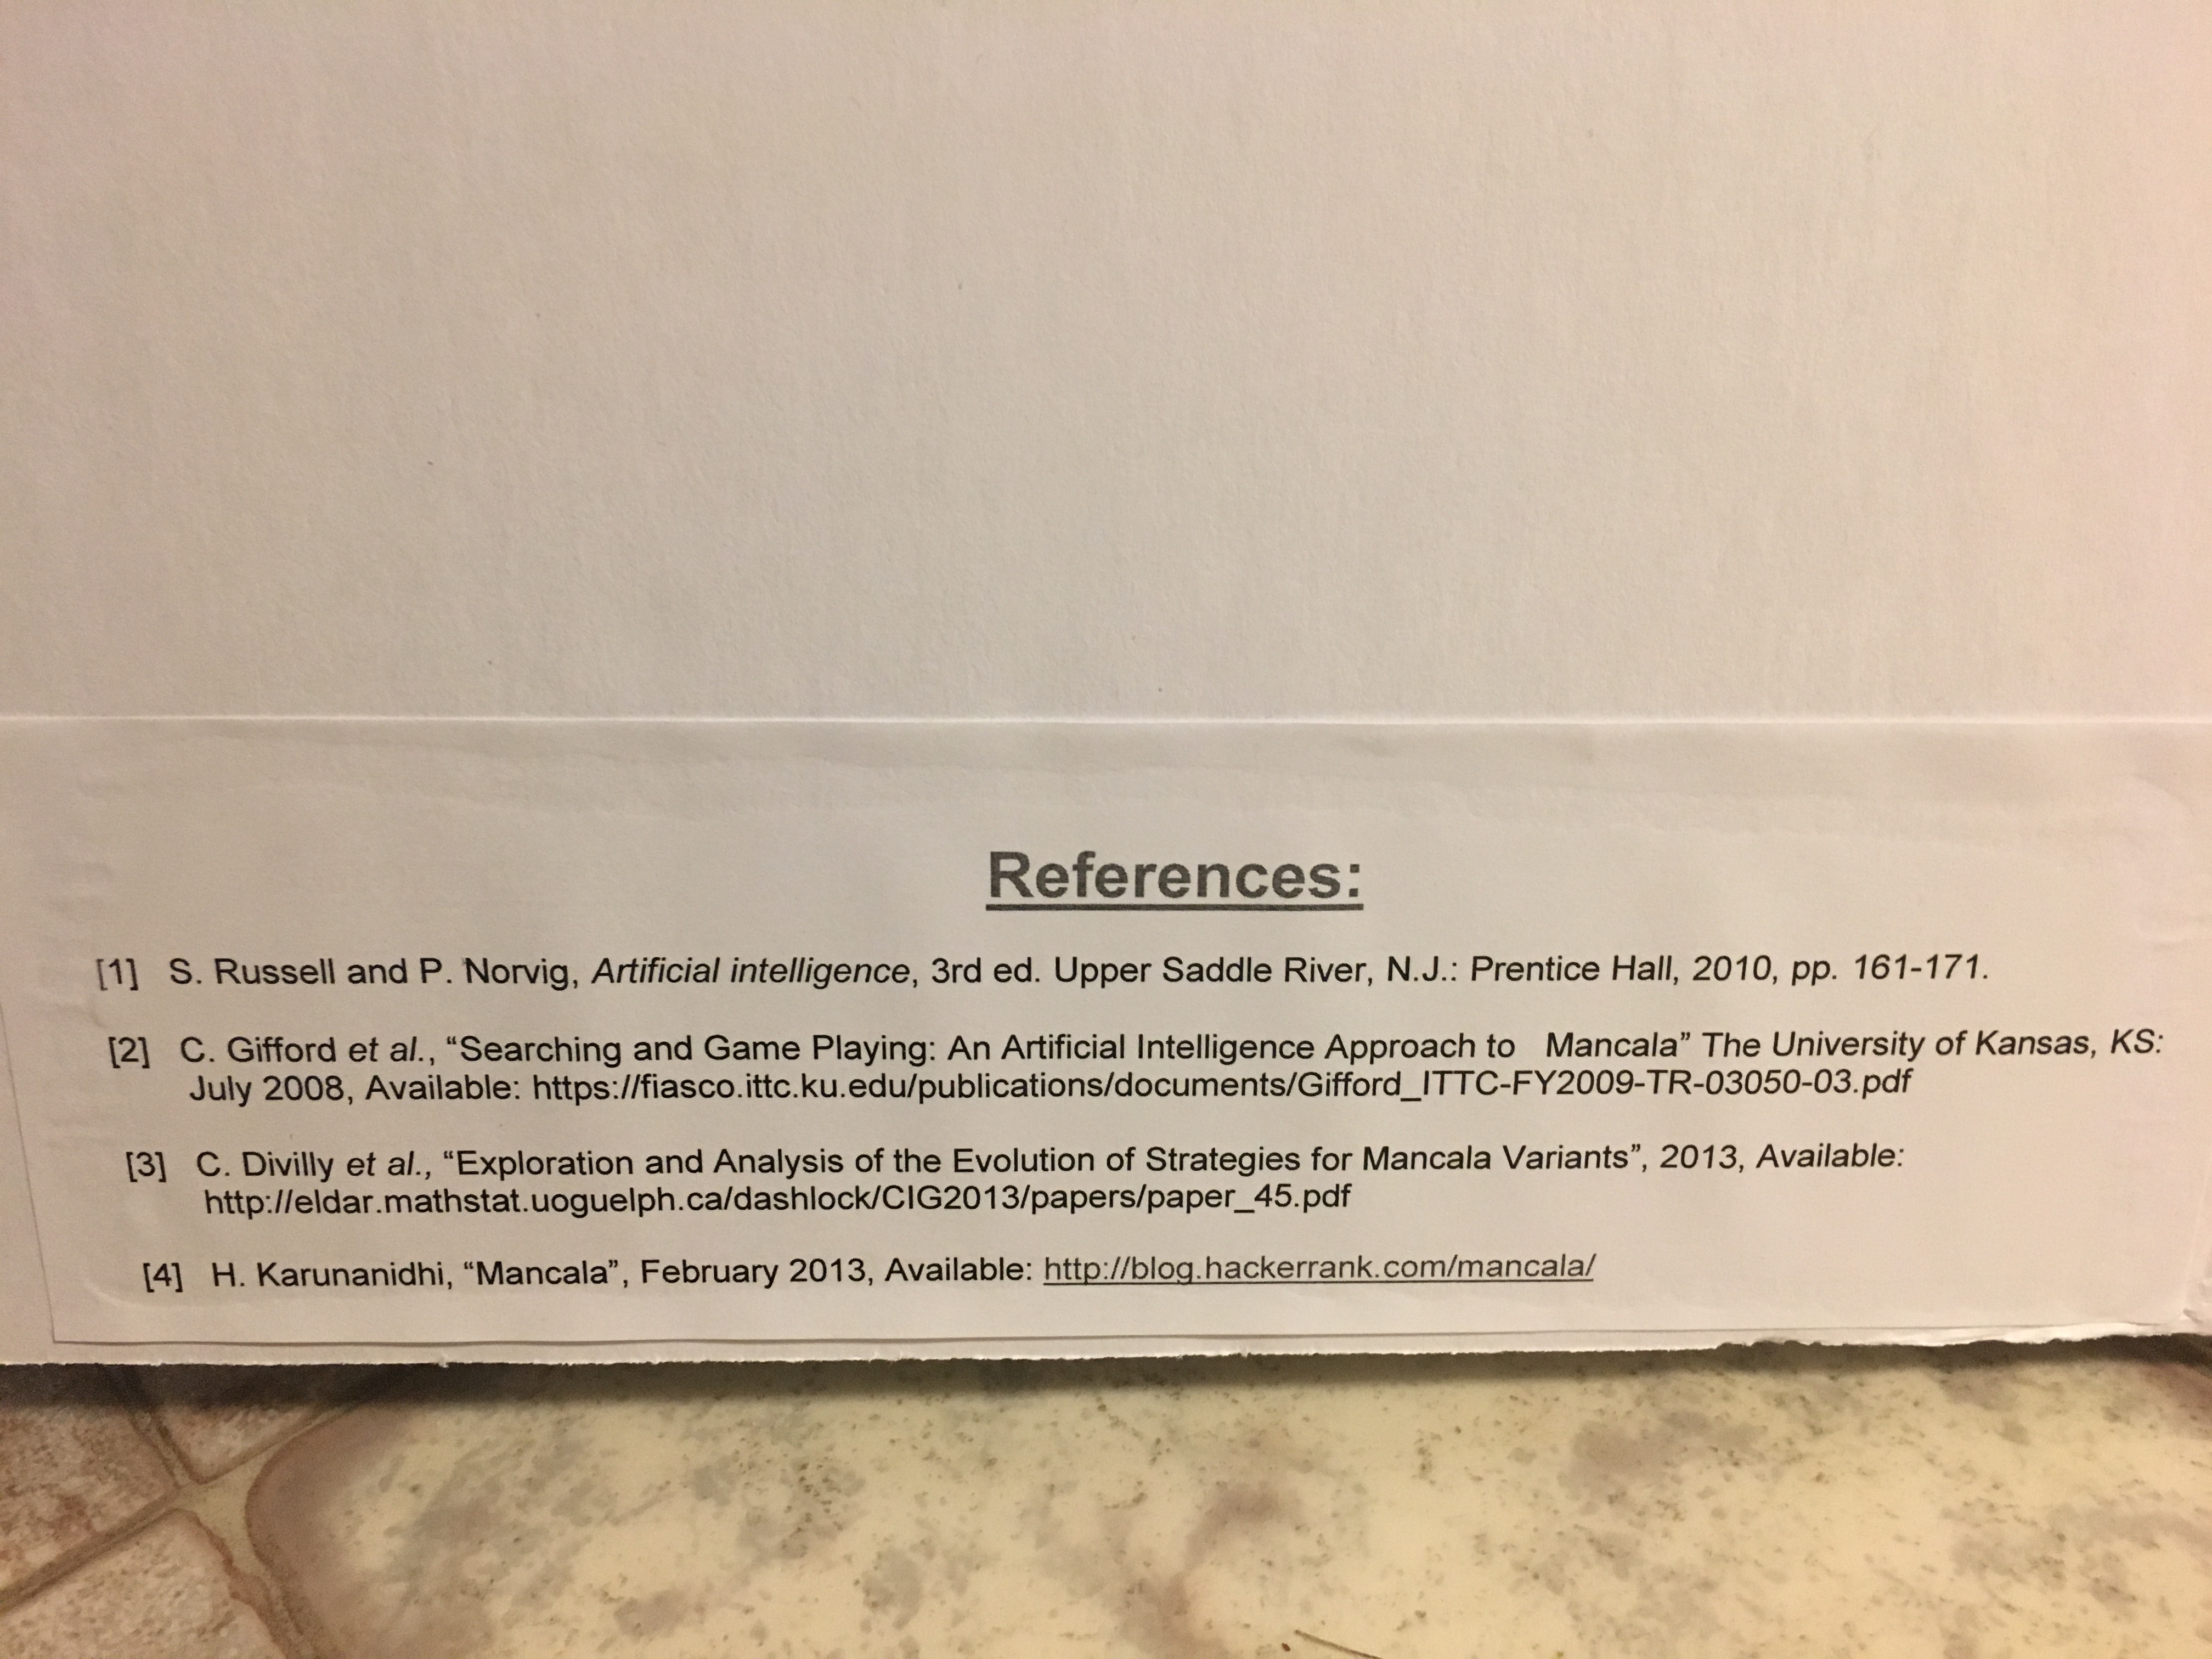 References:
[1] S. Russell and P. Norvig, Artificial intelligence, 3rd ed. Upper Saddle River, N.J.: Prentice Hall, 2010, pp. 161-171.
[2] C. Gifford et al., “Searching and Game Playing: An Artificial Intelligence Approach to Mancala” The University of Kansas, KS:
July 2008, Available: https://fiasco.ittc.ku.edu/publications/documents/Gifford_ITTC-FY2009-TR-03050-03.pdf
[3] C. Divilly et al., “Exploration and Analysis of the Evolution of Strategies for Mancala Variants”, 2013, Available:
http://eldar.mathstat.uoguelph.ca/dashlock/CIG2013/papers/paper_45.pdf
[4] H. Karunanidhi, “Mancala”, February 2013, Available: http://blog.hackerrank.com/mancala/